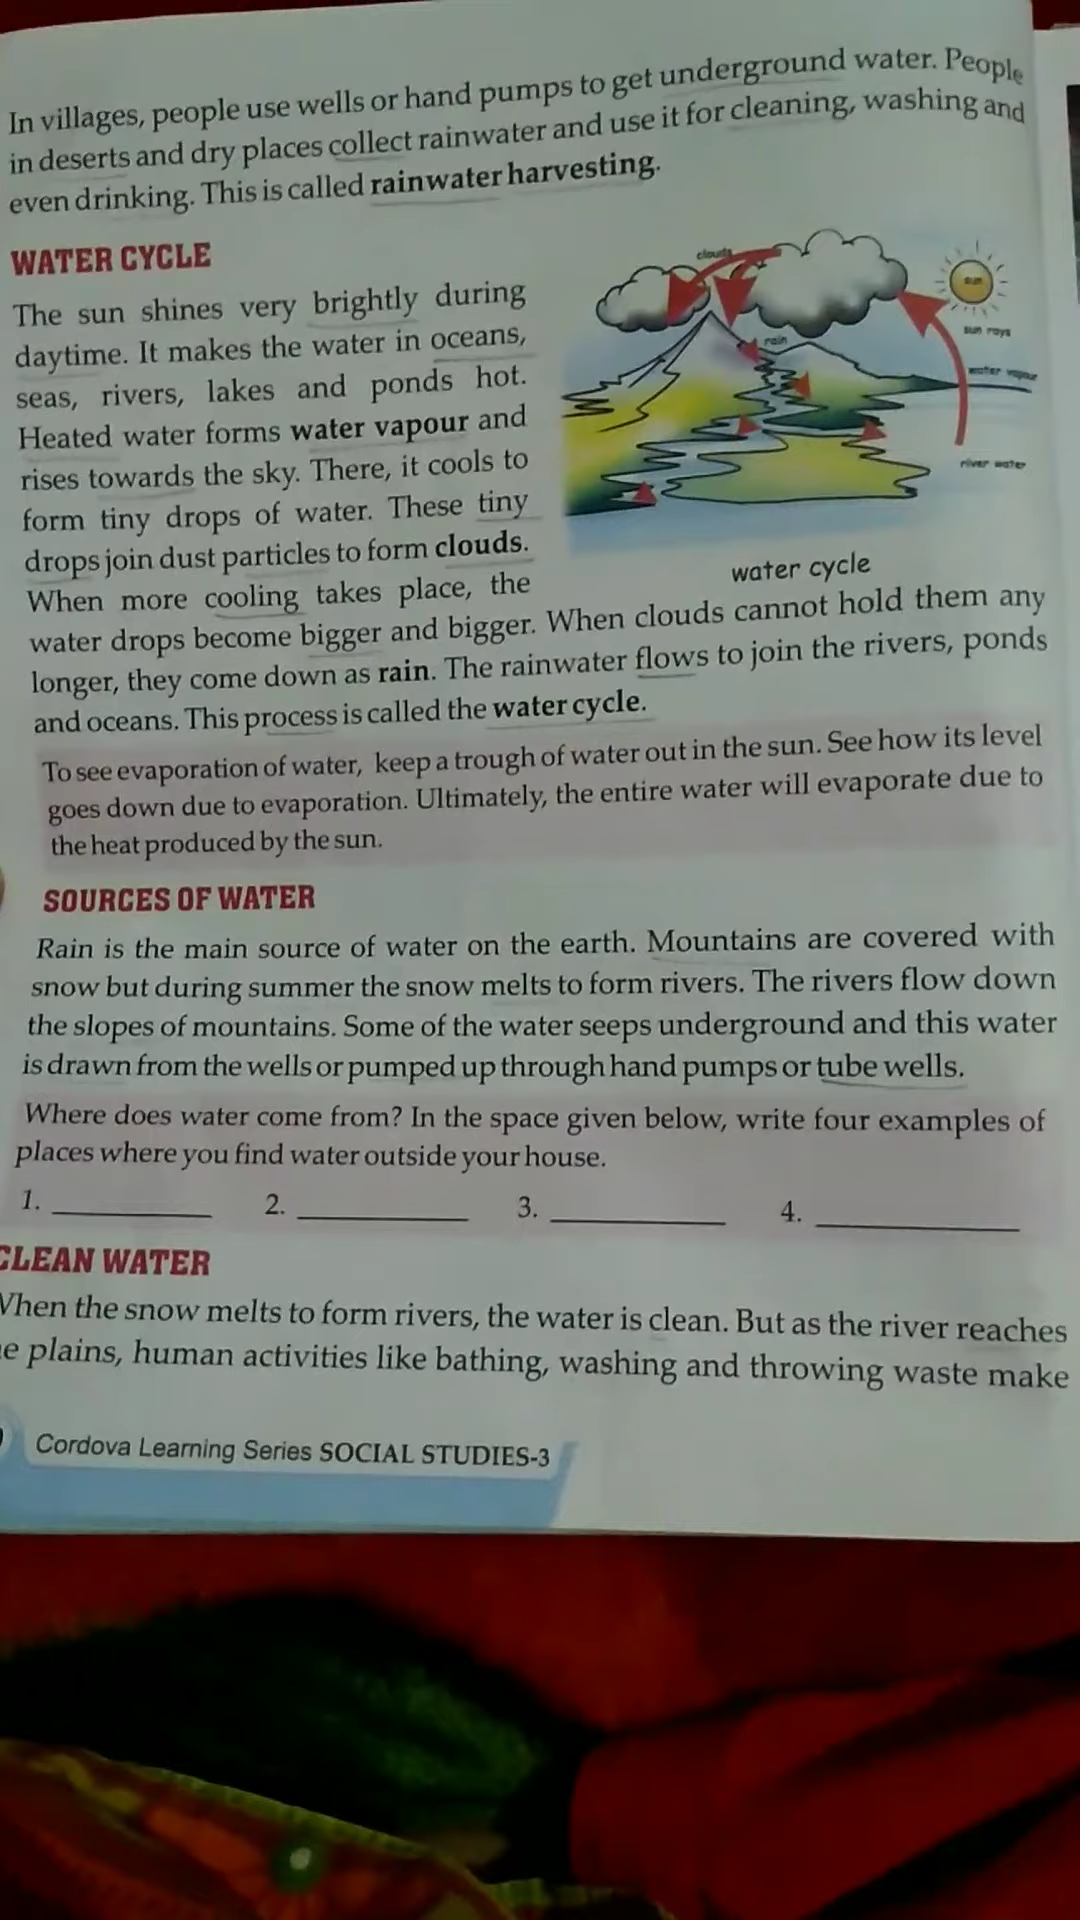 In villages, people use wells or hand pumps to get underground water. People
in deserts and dry places collect rainwater and use it for cleaning, washing and
even drinking. This is called rainwater harvesting.
WATER CYCLE
The sun shines very brightly during
daytime. It makes the water in oceans,
seas, rivers, lakes and ponds hot.
Heated water forms water vapour and
rises towards the sky. There, it cools to
form tiny drops of water. These tiny
drops join dust particles to form clouds.
When more cooling takes place, the
water drops become bigger and bigger. When clouds cannot hold them any
longer, they come down as rain. The rainwater flows to join the rivers, ponds
and oceans. This process is called the water cycle.
clouds
sun
sun rays
rain
water vapour
river water
water cycle
To see evaporation of water, keep a trough of water out in the sun. See how its level
goes down due to evaporation. Ultimately, the entire water will evaporate due to
the heat produced by the sun.
SOURCES OF WATER
Rain is the main source of water on the earth. Mountains are covered with
snow but during summer the snow melts to form rivers. The rivers flow down
the slopes of mountains. Some of the water seeps underground and this water
is drawn from the wells or pumped up through hand pumps or tube wells.
Where does water come from? In the space given below, write four examples of
places where you find water outside your house.
1. 2. 3. 4.
CLEAN WATER
When the snow melts to form rivers, the water is clean. But as the river reaches
e plains, human activities like bathing, washing and throwing waste make
Cordova Learning Series SOCIAL STUDIES-3